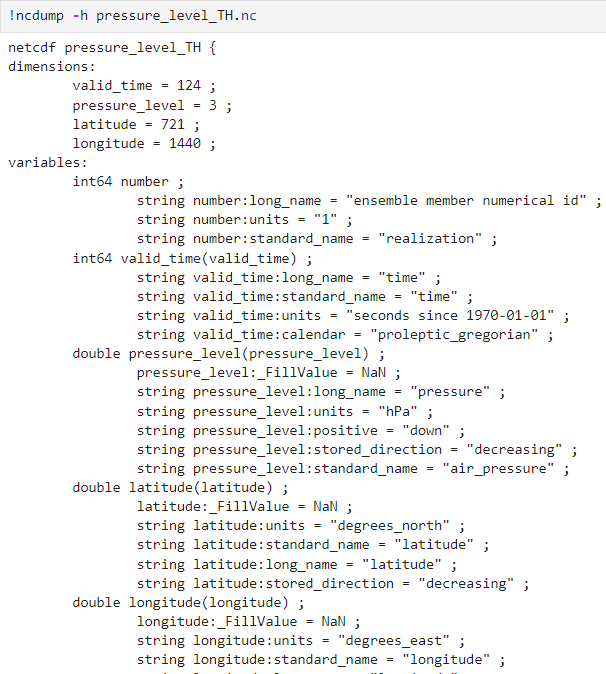 !ncdump -h pressure_level_TH.nc
netcdf pressure_level_TH {
dimensions:
valid_time = 124 ;
pressure_level = 3 ;
latitude = 721 ;
longitude = 1440 ;
variables:
int64 number ;
string number:long_name = "ensemble member numerical id" ;
string number:units = "1" ;
string number:standard_name = "realization" ;
int64 valid_time(valid_time) ;
string valid_time:long_name = "time" ;
string valid_time:standard_name = "time" ;
string valid_time:units = "seconds since 1970-01-01" ;
string valid_time:calendar = "proleptic_gregorian" ;
double pressure_level(pressure_level) ;
pressure_level:_FillValue = NaN ;
string pressure_level:long_name = "pressure" ;
string pressure_level:units = "hPa" ;
string pressure_level:positive = "down" ;
string pressure_level:stored_direction = "decreasing" ;
string pressure_level:standard_name = "air_pressure" ;
double latitude(latitude) ;
latitude:_FillValue = NaN ;
string latitude:units = "degrees_north" ;
string latitude:standard_name = "latitude" ;
string latitude:long_name = "latitude" ;
string latitude:stored_direction = "decreasing" ;
double longitude(longitude) ;
longitude:_FillValue = NaN ;
string longitude:units = "degrees_east" ;
string longitude:standard_name = "longitude" ;